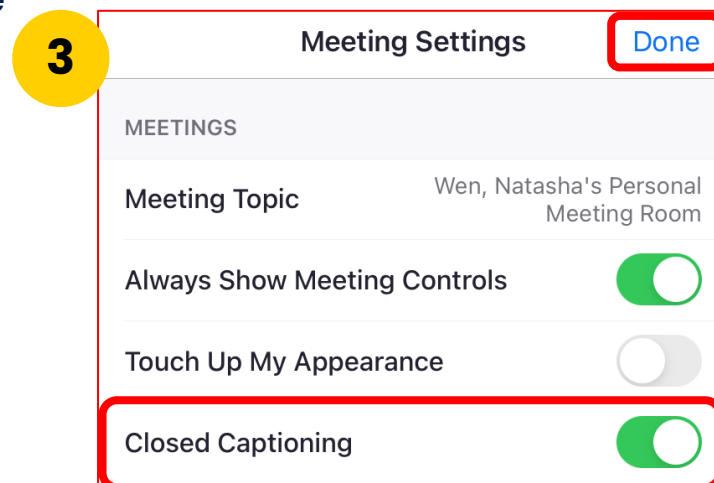 3
Meeting Settings
Done
MEETINGS
Meeting Topic
Wen, Natasha's Personal
Meeting Room
Always Show Meeting Controls
Touch Up My Appearance
Closed Captioning